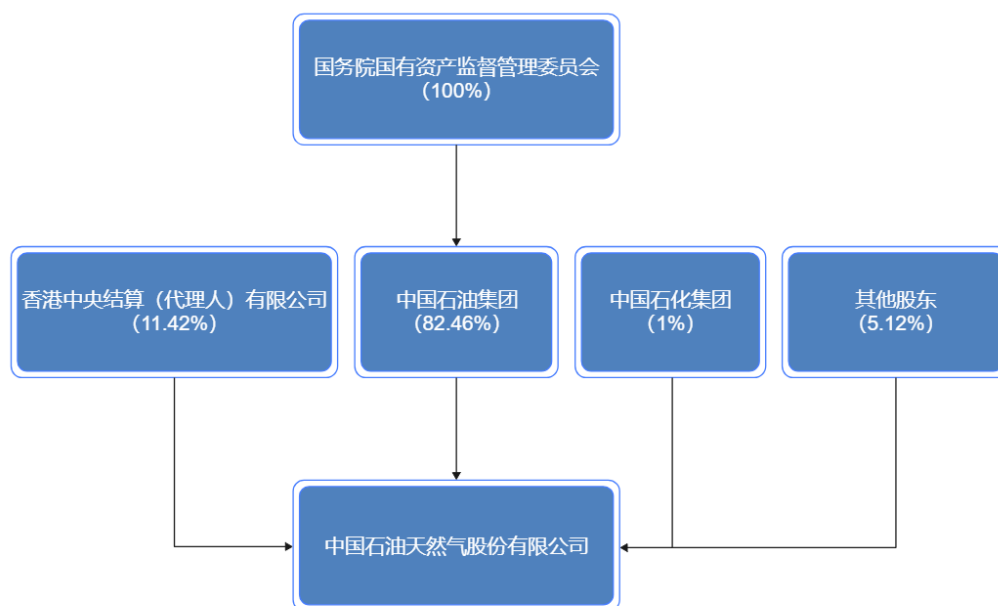 国务院国有资产监督管理委员会
（100%）
香港中央结算（代理人）有限公司
（11.42%）
中国石油集团
(82.46%）
中国石化集团
（1%）
其他股东
（5.12%）
中国石油天然气股份有限公司